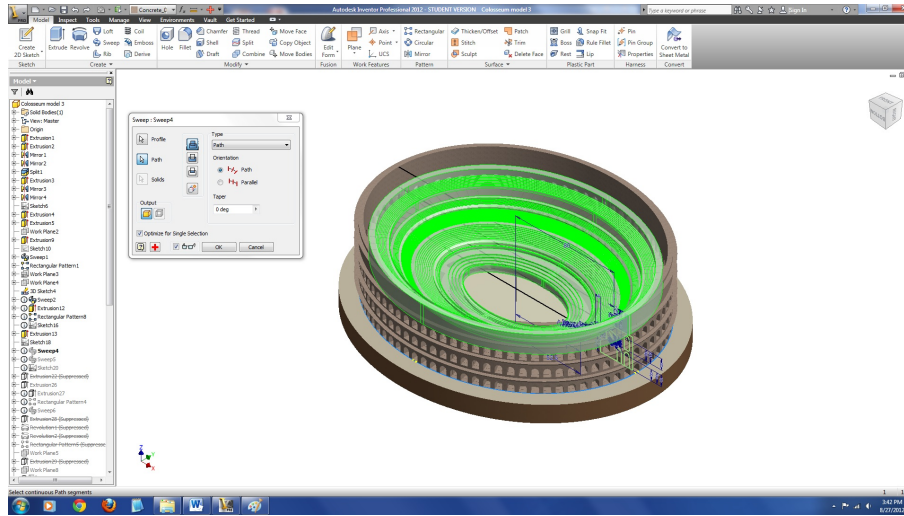 Concrete_C
Autodesk Inventor Professional 2012 - STUDENT VERSION Colosseum model 3
Type a keyword or phrase
Sign In
PRO
Model Inspect Tools Manage View Environments Vault Get Started
Create
2D Sketch
Extrude Revolve
Loft
Sweep
Rib
Coil
Emboss
Derive
Hole Fillet
Chamfer
Shell
Draft
Thread
Split
Combine
Move Face
Copy Object
Move Bodies
Edit
Form
Plane
Axis
Point
UCS
Rectangular
Circular
Mirror
Thicken/Offset
Stitch
Sculpt
Patch
Trim
Delete Face
Grill
Boss
Rest
Snap Fit
Rule Fillet
Lip
Pin
Pin Group
Properties
Convert to
Sheet Metal
Sketch Create Modify Fusion Work Features Pattern Surface Plastic Part Harness Convert
Model
Colosseum model 3
Solid Bodies(1)
View: Master
Origin
Extrusion1
Extrusion2
Mirror1
Mirror2
Split1
Extrusion3
Mirror3
Mirror4
Sketch6
Extrusion4
Extrusion5
Work Plane2
Extrusion9
Sketch10
Sweep1
Rectangular Pattern1
Work Plane3
Work Plane4
3D Sketch4
Sweep2
Extrusion12
Rectangular Pattern8
Sketch16
Extrusion13
Sketch18
Sweep4
Sweep5
Sketch20
Extrusion22 (Suppressed)
Extrusion26
Extrusion27
Rectangular Pattern4
Sweep6
Extrusion28 (Suppressed)
Revolution1 (Suppressed)
Revolution2 (Suppressed)
Rectangular Pattern6 (Suppresse
Work Plane5
Extrusion29 (Suppressed)
Work Plane8
Sweep : Sweep4
Profile
Path
Solids
Output
Type
Path
Orientation
Path
Parallel
Taper
0 deg
Optimize for Single Selection
OK Cancel
Z
Y
X
Select continuous Path segments
1 1
3:42 PM
8/27/2012